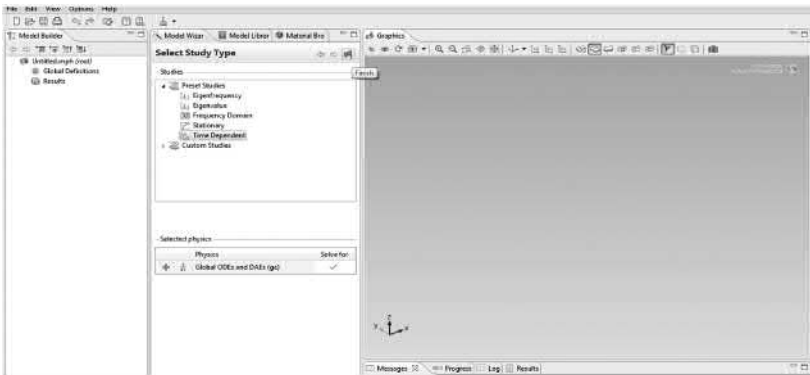 File Edit View Options Help
Model Builder
Untitled.mph (root)
Global Definitions
Results
Model Wizar Model Librar Material Bro
Select Study Type
Finish
Studies
Preset Studies
Eigenfrequency
Eigenvalue
Frequency Domain
Stationary
Time Dependent
Custom Studies
Selected physics
Physics Solve for
Global ODEs and DAEs (ge)
Graphics
z
y x
Messages Progress Log Results